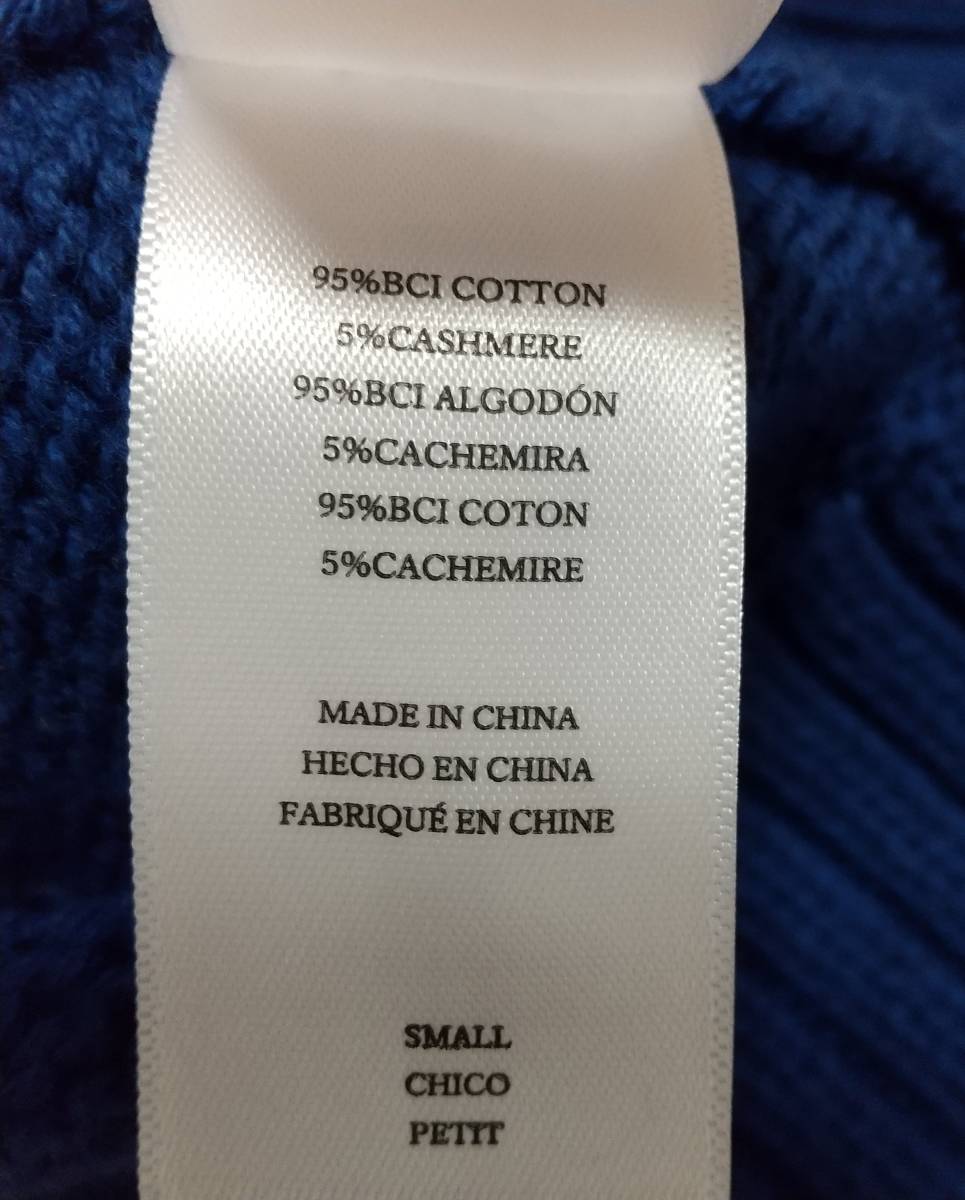 95%BCI COTTON
5%CASHMERE
95%BCI ALGODÓN
5%CACHEMIRA
95%BCI COTON
5%CACHEMIRE
MADE IN CHINA
HECHO EN CHINA
FABRIQUÉ EN CHINE
SMALL
CHICO
PETIT